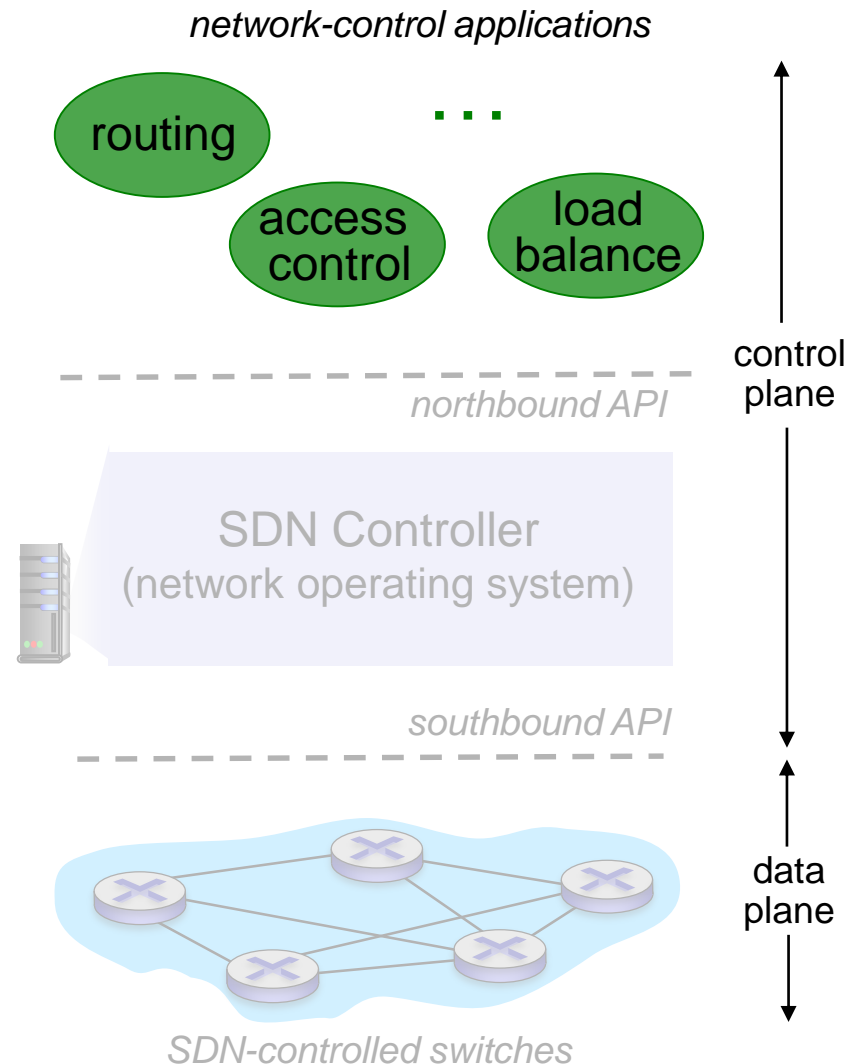 network-control applications
routing
...
access
control
load
balance
control
plane
northbound API
SDN Controller
(network operating system)
southbound API
data
plane
SDN-controlled switches